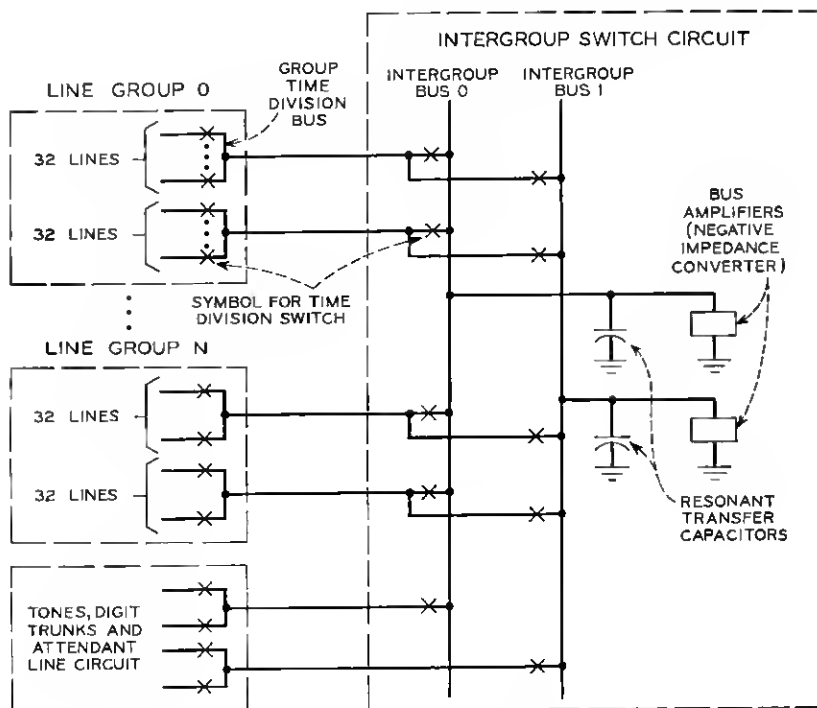 INTERGROUP SWITCH CIRCUIT
LINE GROUP 0
GROUP
TIME
DIVISION
BUS
INTERGROUP
BUS 0
INTERGROUP
BUS 1
32 LINES
32 LINES
SYMBOL FOR TIME
DIVISION SWITCH
BUS
AMPLIFIERS
(NEGATIVE
IMPEDANCE
CONVERTER)
LINE GROUP N
32 LINES
32 LINES
RESONANT
TRANSFER
CAPACITORS
TONES, DIGIT
TRUNKS AND
ATTENDANT
LINE CIRCUIT